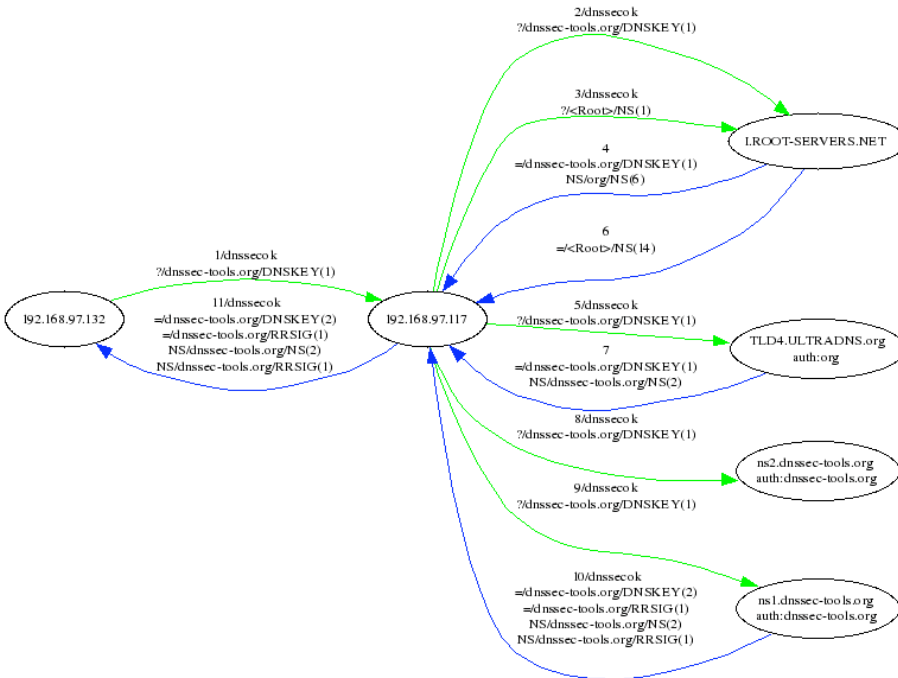 2/dnssecok
?/dnssec-tools.org/DNSKEY(1)
3/dnssecok
?/<Root>/NS(1)
I.ROOT-SERVERS.NET
4
=/dnssec-tools.org/DNSKEY(1)
NS/org/NS(6)
6
=/<Root>/NS(14)
1/dnssecok
?/dnssec-tools.org/DNSKEY(1)
192.168.97.132
11/dnssecok
=/dnssec-tools.org/DNSKEY(2)
=/dnssec-tools.org/RRSIG(1)
NS/dnssec-tools.org/NS(2)
NS/dnssec-tools.org/RRSIG(1)
192.168.97.117
5/dnssecok
?/dnssec-tools.org/DNSKEY(1)
TLD4.ULTRADNS.org
auth:org
7
=/dnssec-tools.org/DNSKEY(1)
NS/dnssec-tools.org/NS(2)
8/dnssecok
?/dnssec-tools.org/DNSKEY(1)
ns2.dnssec-tools.org
auth:dnssec-tools.org
9/dnssecok
?/dnssec-tools.org/DNSKEY(1)
10/dnssecok
=/dnssec-tools.org/DNSKEY(2)
=/dnssec-tools.org/RRSIG(1)
NS/dnssec-tools.org/NS(2)
NS/dnssec-tools.org/RRSIG(1)
ns1.dnssec-tools.org
auth:dnssec-tools.org